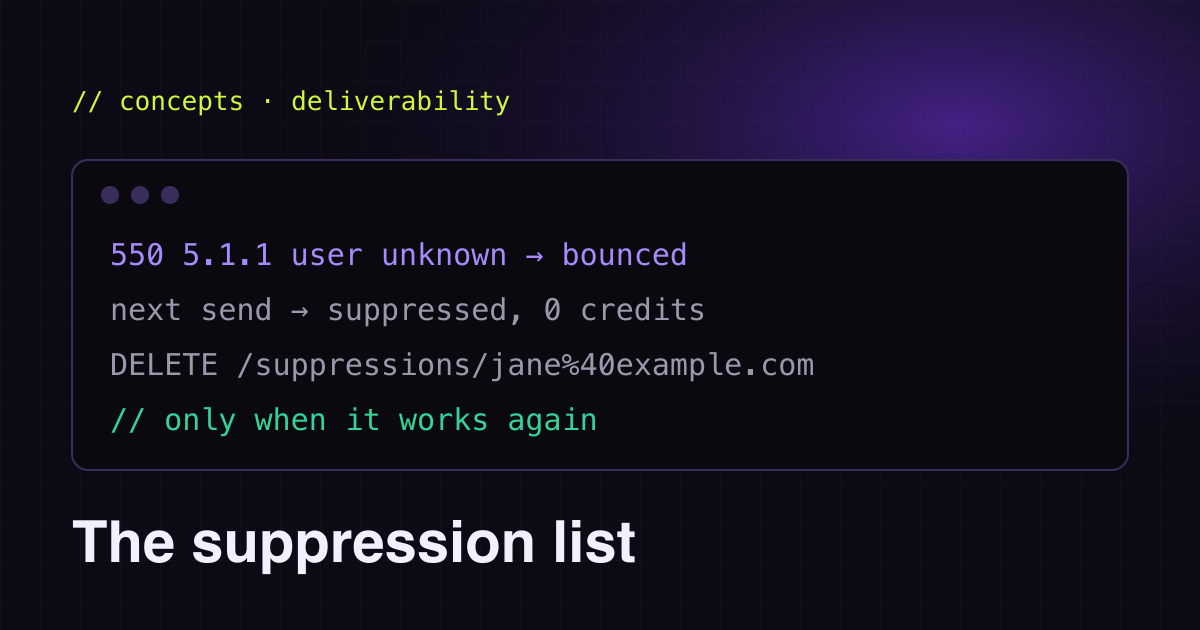 // concepts · deliverability
550 5.1.1 user unknown → bounced
next send → suppressed, 0 credits
DELETE /suppressions/jane%40example.com
// only when it works again
The suppression list